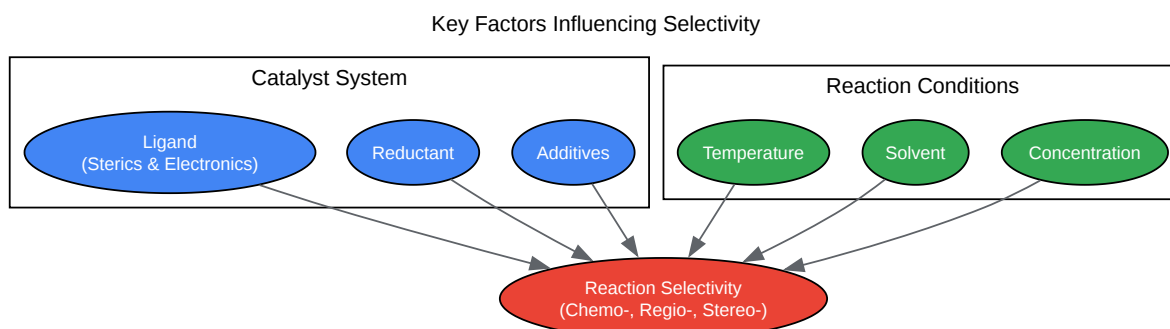 Key Factors Influencing Selectivity
Catalyst System
Reaction Conditions
Ligand
(Sterics & Electronics)
Reductant
Additives
Temperature
Solvent
Concentration
Reaction Selectivity
(Chemo-, Regio-, Stereo-)